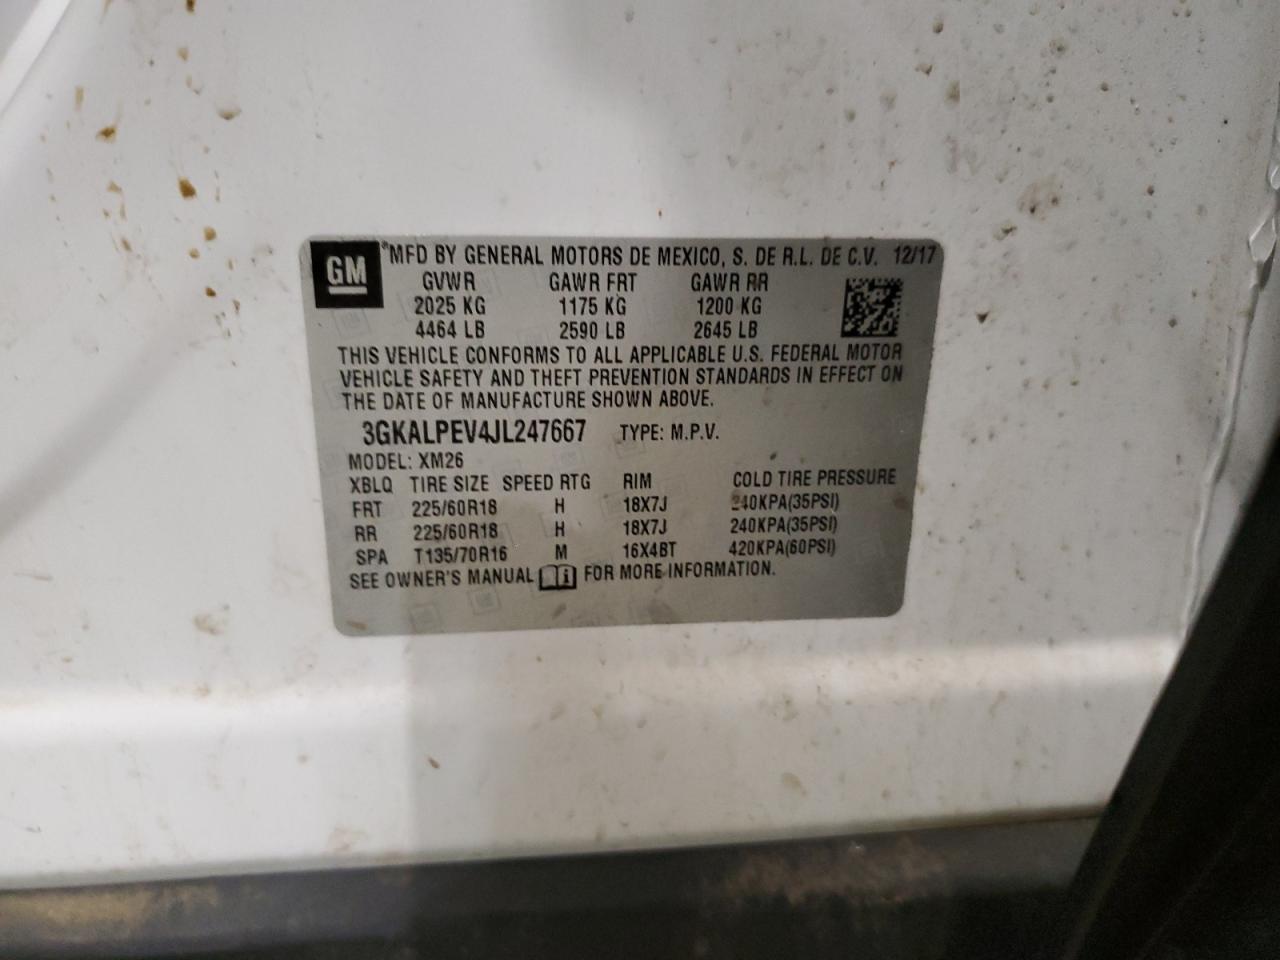 GM
®MFD BY GENERAL MOTORS DE MEXICO, S. DE R.L. DE C.V. 12/17
GVWR GAWR FRT GAWR RR
2025 KG 1175 KG 1200 KG
4464 LB 2590 LB 2645 LB
THIS VEHICLE CONFORMS TO ALL APPLICABLE U.S. FEDERAL MOTOR
VEHICLE SAFETY AND THEFT PREVENTION STANDARDS IN EFFECT ON
THE DATE OF MANUFACTURE SHOWN ABOVE.
3GKALPEV4JL247667 TYPE: M.P.V.
MODEL: XM26
XBLQ TIRE SIZE SPEED RTG RIM COLD TIRE PRESSURE
FRT 225/60R18 H 18X7J 240KPA(35PSI)
RR 225/60R18 H 18X7J 240KPA(35PSI)
SPA T135/70R16 M 16X4BT 420KPA(60PSI)
SEE OWNER'S MANUAL FOR MORE INFORMATION.